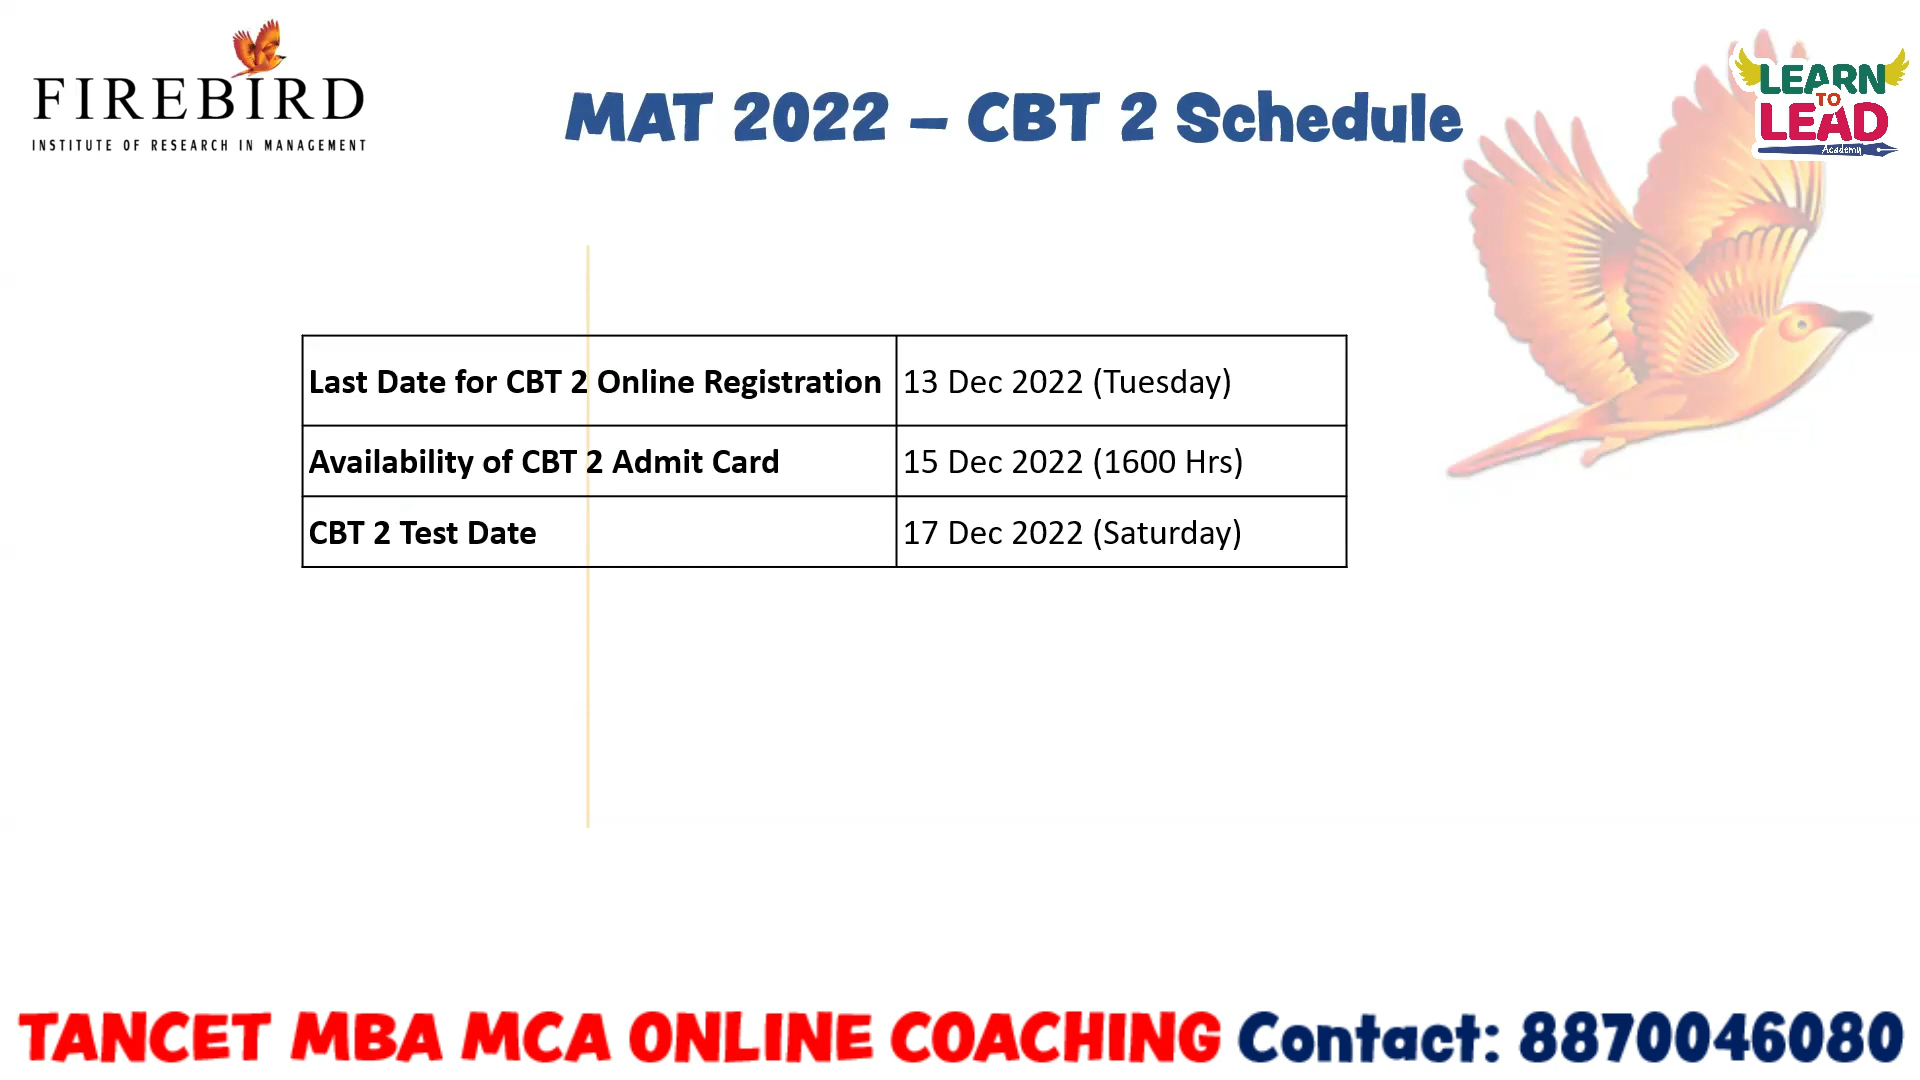 FIREBIRD
INSTITUTE OF RESEARCH IN MANAGEMENT
MAT 2022 – CBT 2 Schedule
LEARN
TO
LEAD
Academy
Last Date for CBT 2 Online Registration 13 Dec 2022 (Tuesday)
Availability of CBT 2 Admit Card 15 Dec 2022 (1600 Hrs)
CBT 2 Test Date 17 Dec 2022 (Saturday)
TANCET MBA MCA ONLINE COACHING Contact: 8870046080